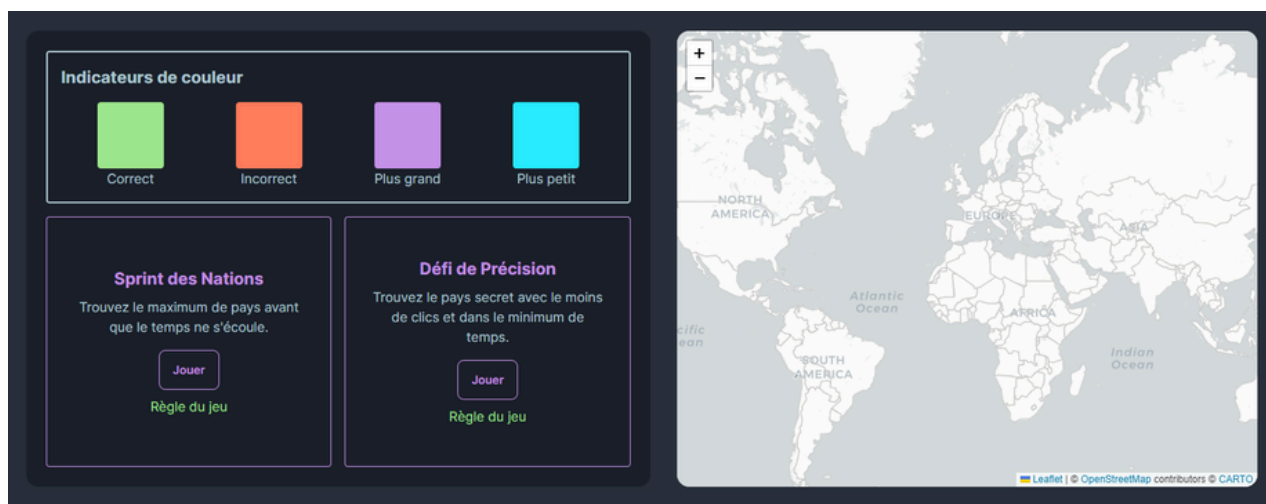 Indicateurs de couleur
Correct
Incorrect
Plus grand
Plus petit
Sprint des Nations
Trouvez le maximum de pays avant
que le temps ne s'écoule.
Jouer
Règle du jeu
Défi de Précision
Trouvez le pays secret avec le moins
de clics et dans le minimum de
temps.
Jouer
Règle du jeu
+
−
NORTH
AMERICA
EUROPE
ASIA
Atlantic
Ocean
AFRICA
cific
ean
SOUTH
AMERICA
Indian
Ocean
Leaflet | © OpenStreetMap contributors © CARTO